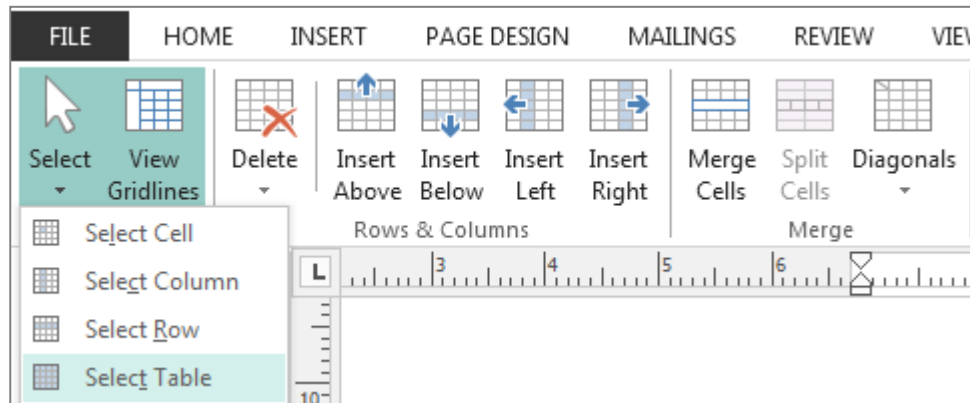 FILE HOME INSERT PAGE DESIGN MAILINGS REVIEW VIEW
Select View Gridlines Delete Insert Above Insert Below Insert Left Insert Right Merge Cells Split Cells Diagonals
Rows & Columns Merge
Select Cell
Select Column
Select Row
Select Table
L 3 4 5 6
10